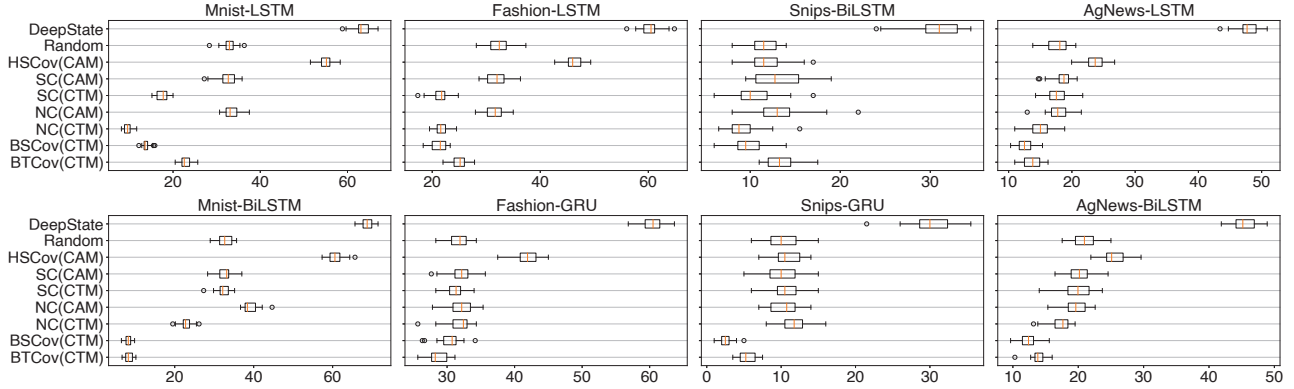 Mnist-LSTM Fashion-LSTM Snips-BiLSTM AgNews-LSTM
DeepState
Random
HSCov(CAM)
SC(CAM)
SC(CTM)
NC(CAM)
NC(CTM)
BSCov(CTM)
BTCov(CTM)
20 40 60 20 40 60 10 20 30 10 20 30 40 50
Mnist-BiLSTM Fashion-GRU Snips-GRU AgNews-BiLSTM
DeepState
Random
HSCov(CAM)
SC(CAM)
SC(CTM)
NC(CAM)
NC(CTM)
BSCov(CTM)
BTCov(CTM)
20 40 60 30 40 50 60 0 10 20 30 10 20 30 40 50